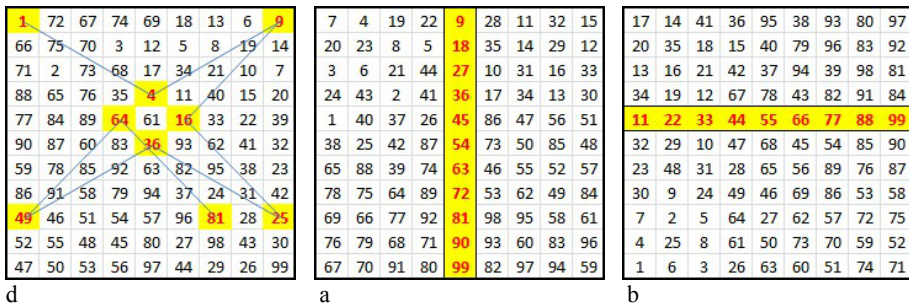 1 72 67 74 69 18 13 6 9
66 75 70 3 12 5 8 19 14
71 2 73 68 17 34 21 10 7
88 65 76 35 4 11 40 15 20
77 84 89 64 61 16 33 22 39
90 87 60 83 36 93 62 41 32
59 78 85 92 63 82 95 38 23
86 91 58 79 94 37 24 31 42
49 46 51 54 57 96 81 28 25
52 55 48 45 80 27 98 43 30
47 50 53 56 97 44 29 26 99
d
7 4 19 22 9 28 11 32 15
20 23 8 5 18 35 14 29 12
3 6 21 44 27 10 31 16 33
24 43 2 41 36 17 34 13 30
1 40 37 26 45 86 47 56 51
38 25 42 87 54 73 50 85 48
65 88 39 74 63 46 55 52 57
78 75 64 89 72 53 62 49 84
69 66 77 92 81 98 95 58 61
76 79 68 71 90 93 60 83 96
67 70 91 80 99 82 97 94 59
a
17 14 41 36 95 38 93 80 97
20 35 18 15 40 79 96 83 92
13 16 21 42 37 94 39 98 81
34 19 12 67 78 43 82 91 84
11 22 33 44 55 66 77 88 99
32 29 10 47 68 45 54 85 90
23 48 31 28 65 56 89 76 87
30 9 24 49 46 69 86 53 58
7 2 5 64 27 62 57 72 75
4 25 8 61 50 73 70 59 52
1 6 3 26 63 60 51 74 71
b